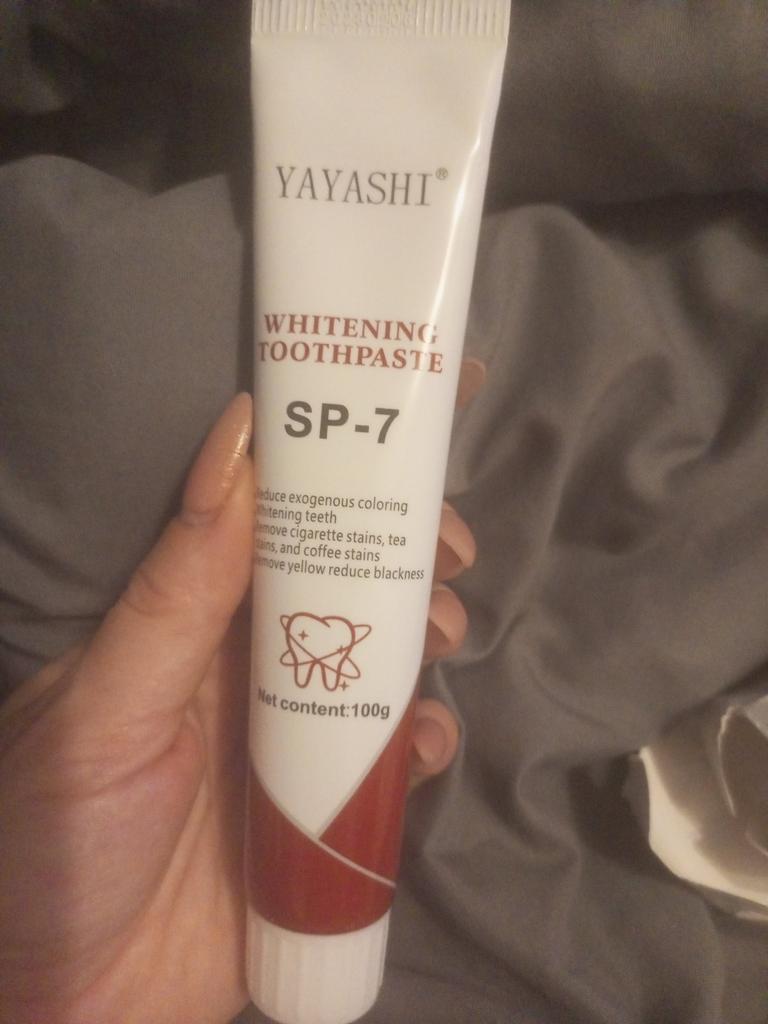 YAYASHI®
WHITENING
TOOTHPASTE
SP-7
exogenous coloring
Whitening teeth
cigarette stains, tea
and coffee stains
yellow reduce blackness
Net content:100g